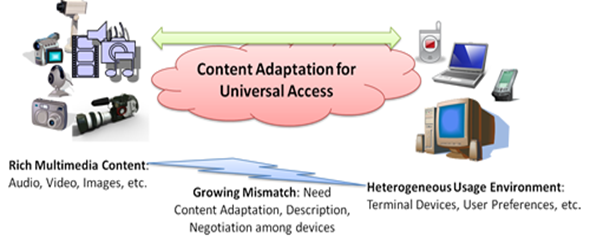 Content Adaptation for
Universal Access
Rich Multimedia Content:
Audio, Video, Images, etc.
Growing Mismatch: Need
Content Adaptation, Description,
Negotiation among devices
Heterogeneous Usage Environment:
Terminal Devices, User Preferences, etc.